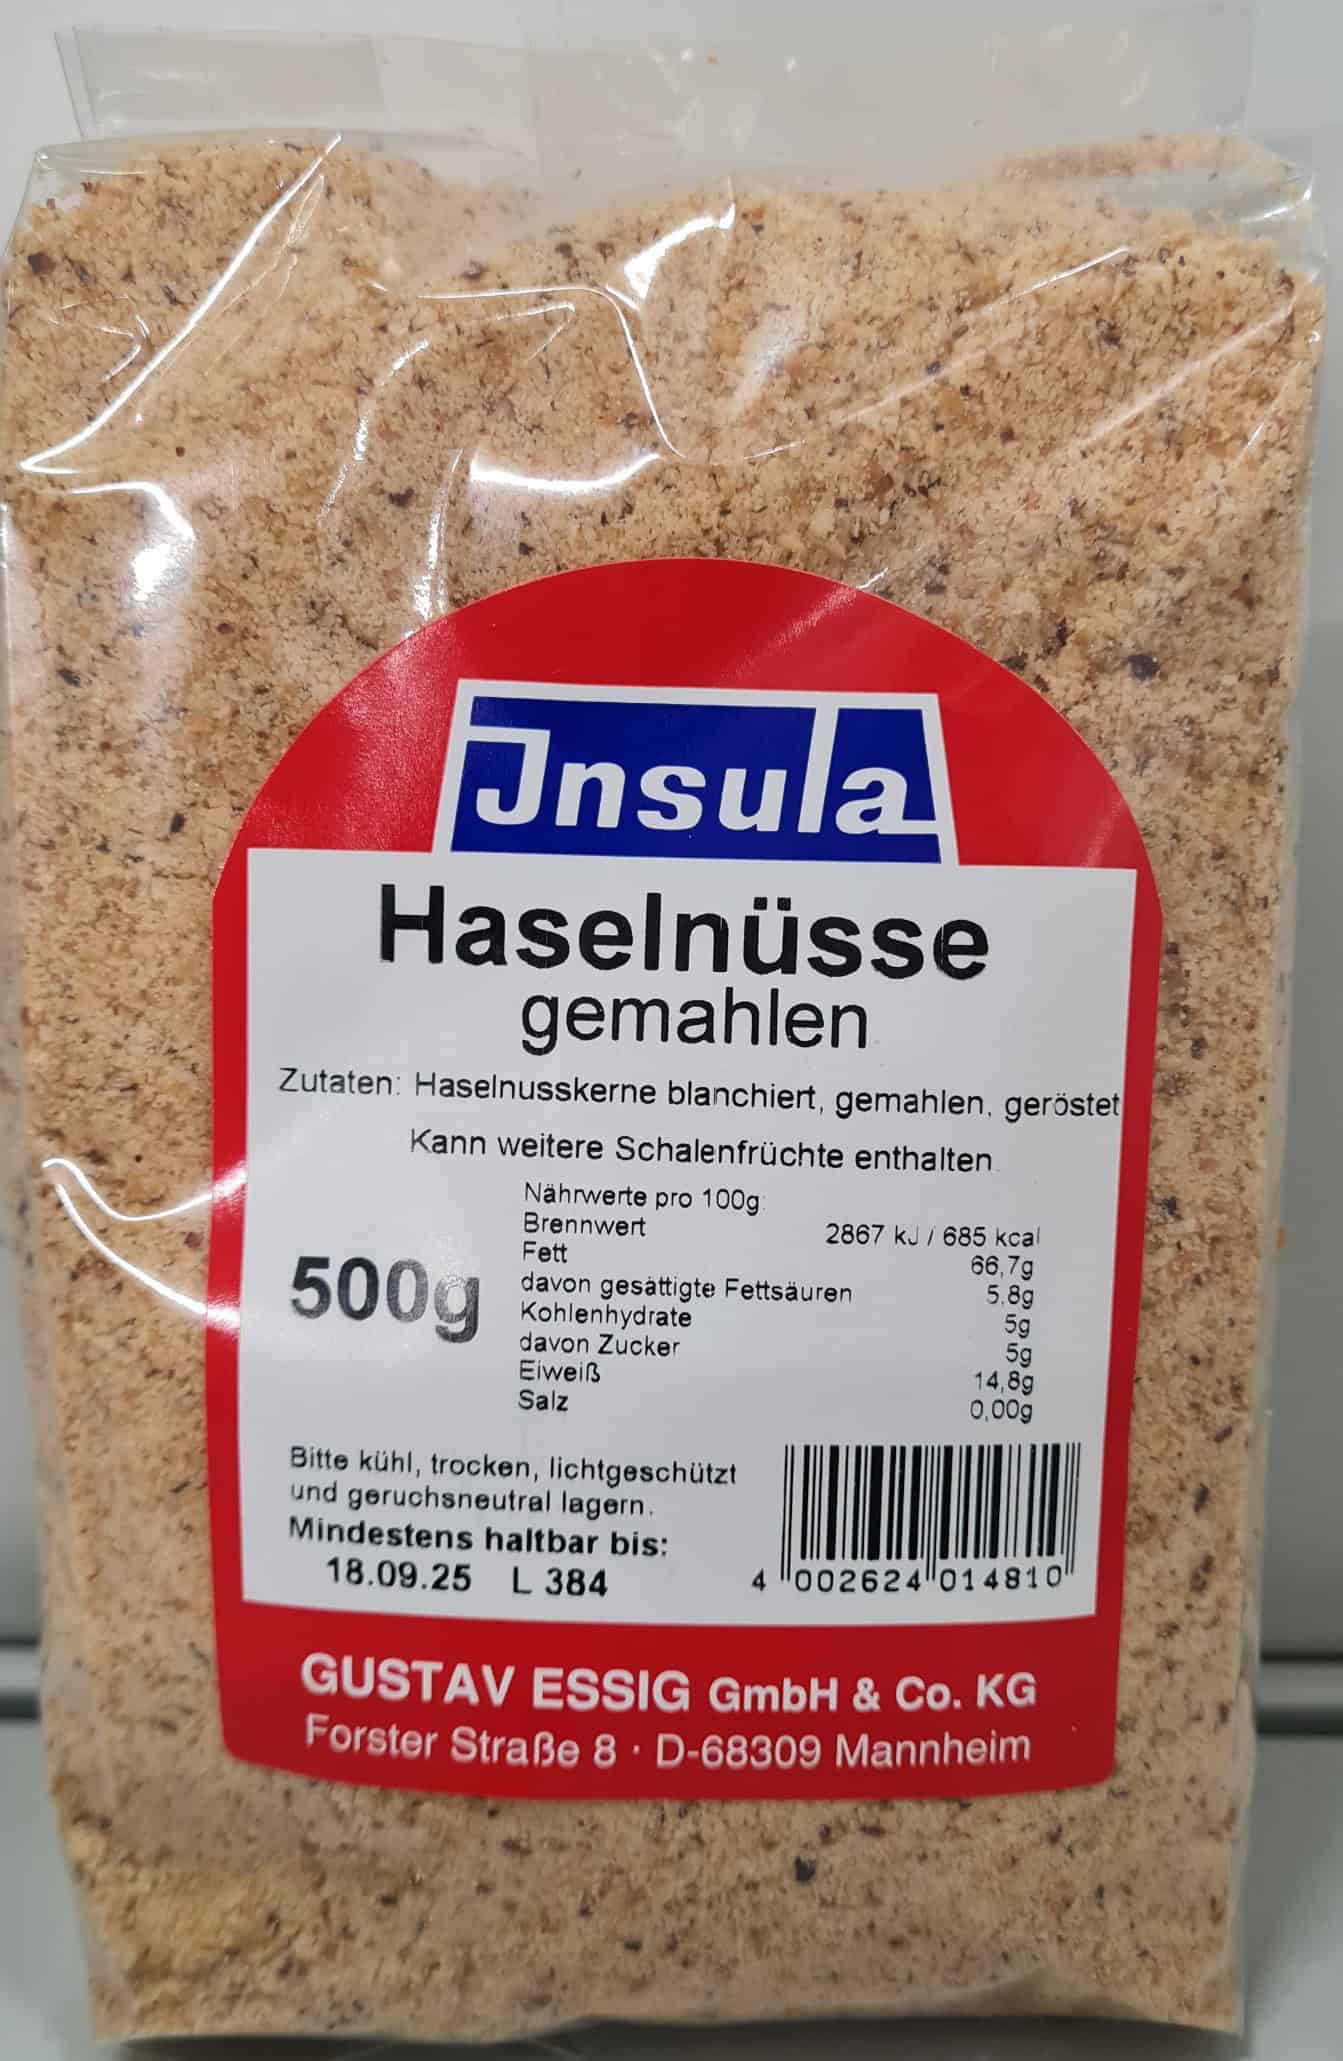 Jnsula
Haselnüsse
gemahlen
Zutaten: Haselnusskerne blanchiert, gemahlen, geröstet
Kann weitere Schalenfrüchte enthalten.
Nährwerte pro 100g:
Brennwert 2867 kJ / 685 kcal
Fett 66,7g
davon gesättigte Fettsäuren 5,8g
Kohlenhydrate 5g
davon Zucker 5g
Eiweiß 14,8g
Salz 0,00g
500g
Bitte kühl, trocken, lichtgeschützt
und geruchsneutral lagern.
Mindestens haltbar bis:
18.09.25 L 384
4 002624 014810
GUSTAV ESSIG GmbH & Co. KG
Forster Straße 8 · D-68309 Mannheim